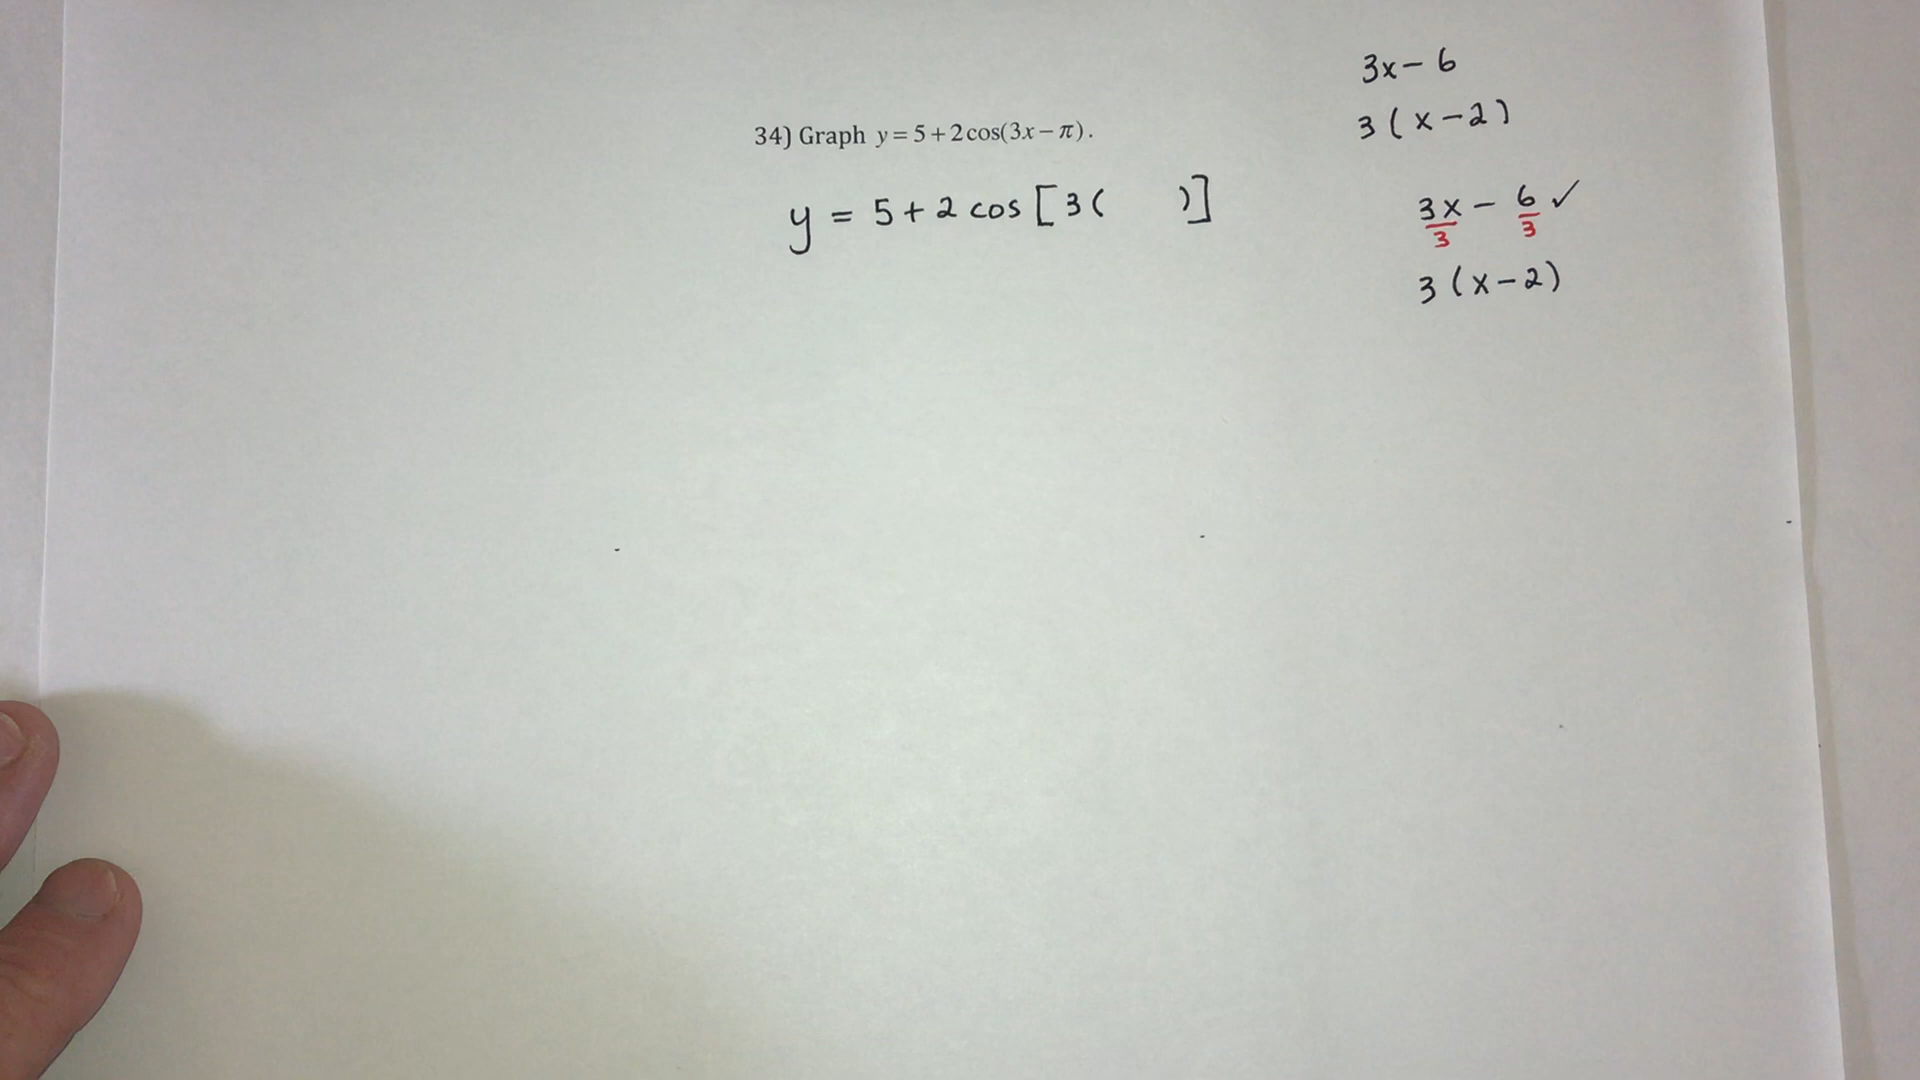 34) Graph y = 5 + 2cos(3x − π).
y = 5 + 2 cos [3(    )]
3x − 6
3(x − 2)
3x/3 − 6/3 ✓
3(x − 2)